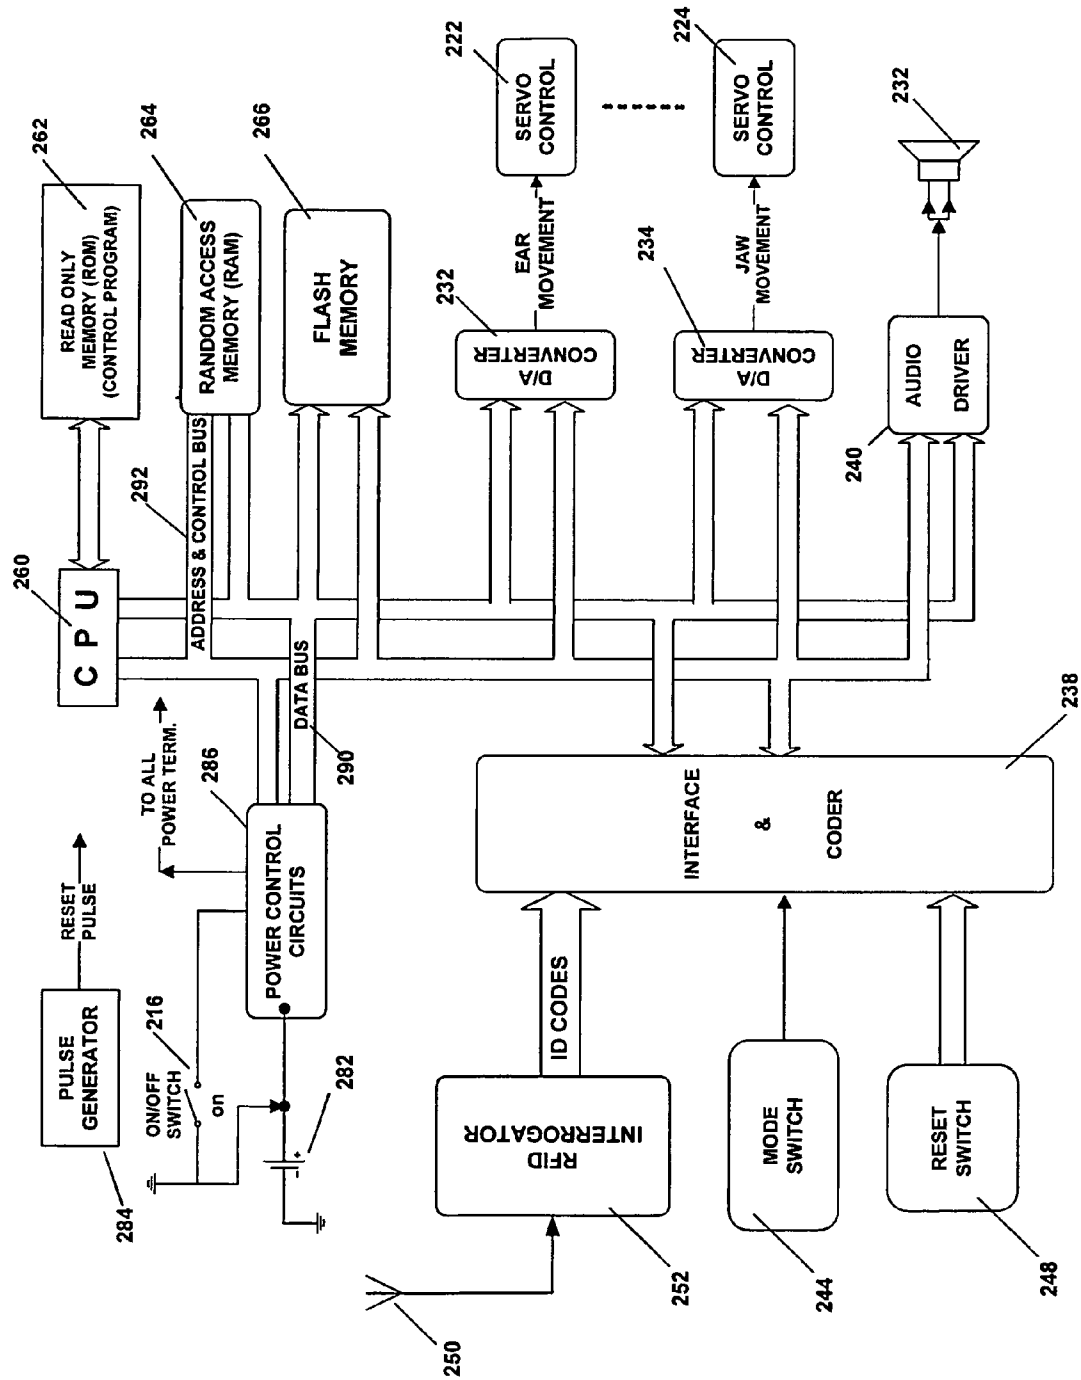 284
PULSE
GENERATOR
RESET
PULSE
216
ON/OFF
SWITCH
on
282
+
–
POWER CONTROL
CIRCUITS
286
TO ALL
POWER TERM.
290
DATA BUS
260
C P U
292
ADDRESS & CONTROL BUS
262
READ ONLY
MEMORY (ROM)
(CONTROL PROGRAM)
264
RANDOM ACCESS
MEMORY (RAM)
266
FLASH
MEMORY
232
D/A
CONVERTER
EAR
MOVEMENT
222
SERVO
CONTROL
234
D/A
CONVERTER
JAW
MOVEMENT
224
SERVO
CONTROL
240
AUDIO
DRIVER
232
238
INTERFACE
&
CODER
250
252
RFID
INTERROGATOR
ID CODES
244
MODE
SWITCH
248
RESET
SWITCH